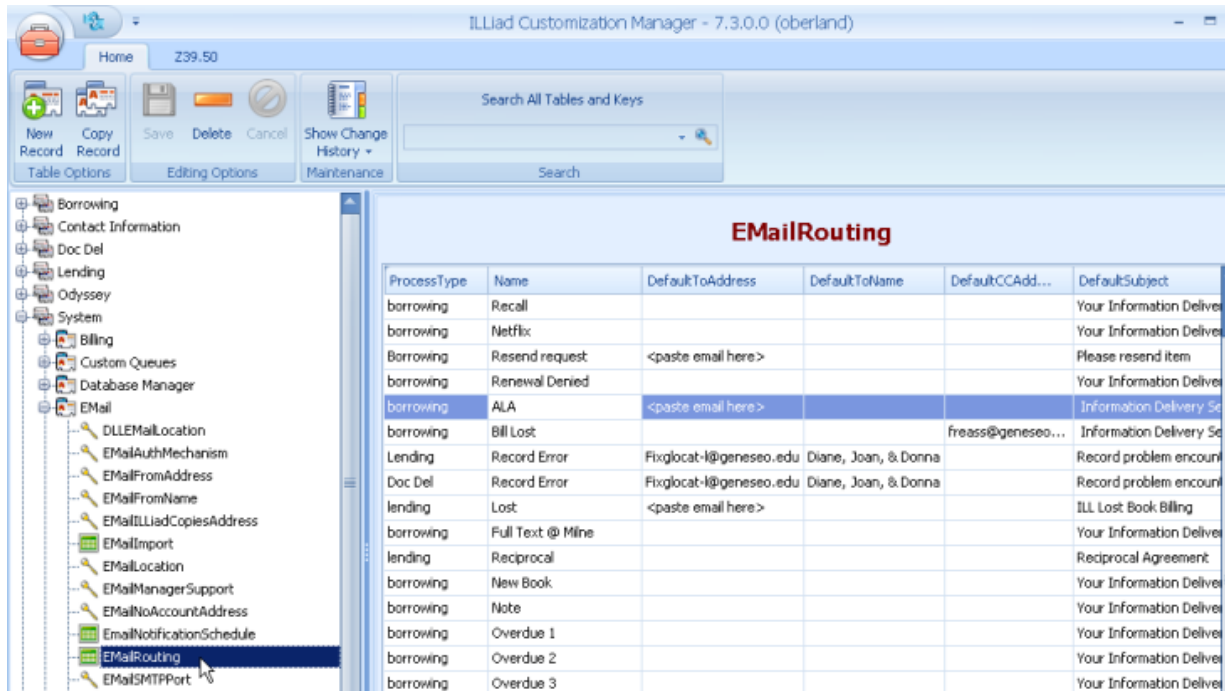 ILLiad Customization Manager - 7.3.0.0 (oberland)
Home Z39.50
Search All Tables and Keys
New Record Copy Record Save Delete Cancel Show Change History
Table Options Editing Options Maintenance Search
Borrowing
Contact Information
Doc Del
Lending
Odyssey
System
Billing
Custom Queues
Database Manager
EMail
DLLEMailLocation
EMailAuthMechanism
EMailFromAddress
EMailFromName
EMailILLiadCopiesAddress
EMailImport
EMailLocation
EMailManagerSupport
EMailNoAccountAddress
EmailNotificationSchedule
EMailRouting
EMailSMTPPort
EMailRouting
ProcessType Name DefaultToAddress DefaultToName DefaultCCAdd... DefaultSubject
borrowing Recall Your Information Deliver
borrowing Netflix Your Information Deliver
Borrowing Resend request <paste email here> Please resend item
borrowing Renewal Denied Your Information Deliver
borrowing ALA <paste email here> Information Delivery Se
borrowing Bill Lost freass@geneseo... Information Delivery Se
Lending Record Error Fixglocat-l@geneseo.edu Diane, Joan, & Donna Record problem encount
Doc Del Record Error Fixglocat-l@geneseo.edu Diane, Joan, & Donna Record problem encount
lending Lost <paste email here> ILL Lost Book Billing
borrowing Full Text @ Milne Your Information Deliver
lending Reciprocal Reciprocal Agreement
borrowing New Book Your Information Deliver
borrowing Note Your Information Deliver
borrowing Overdue 1 Your Information Deliver
borrowing Overdue 2 Your Information Deliver
borrowing Overdue 3 Your Information Deliver